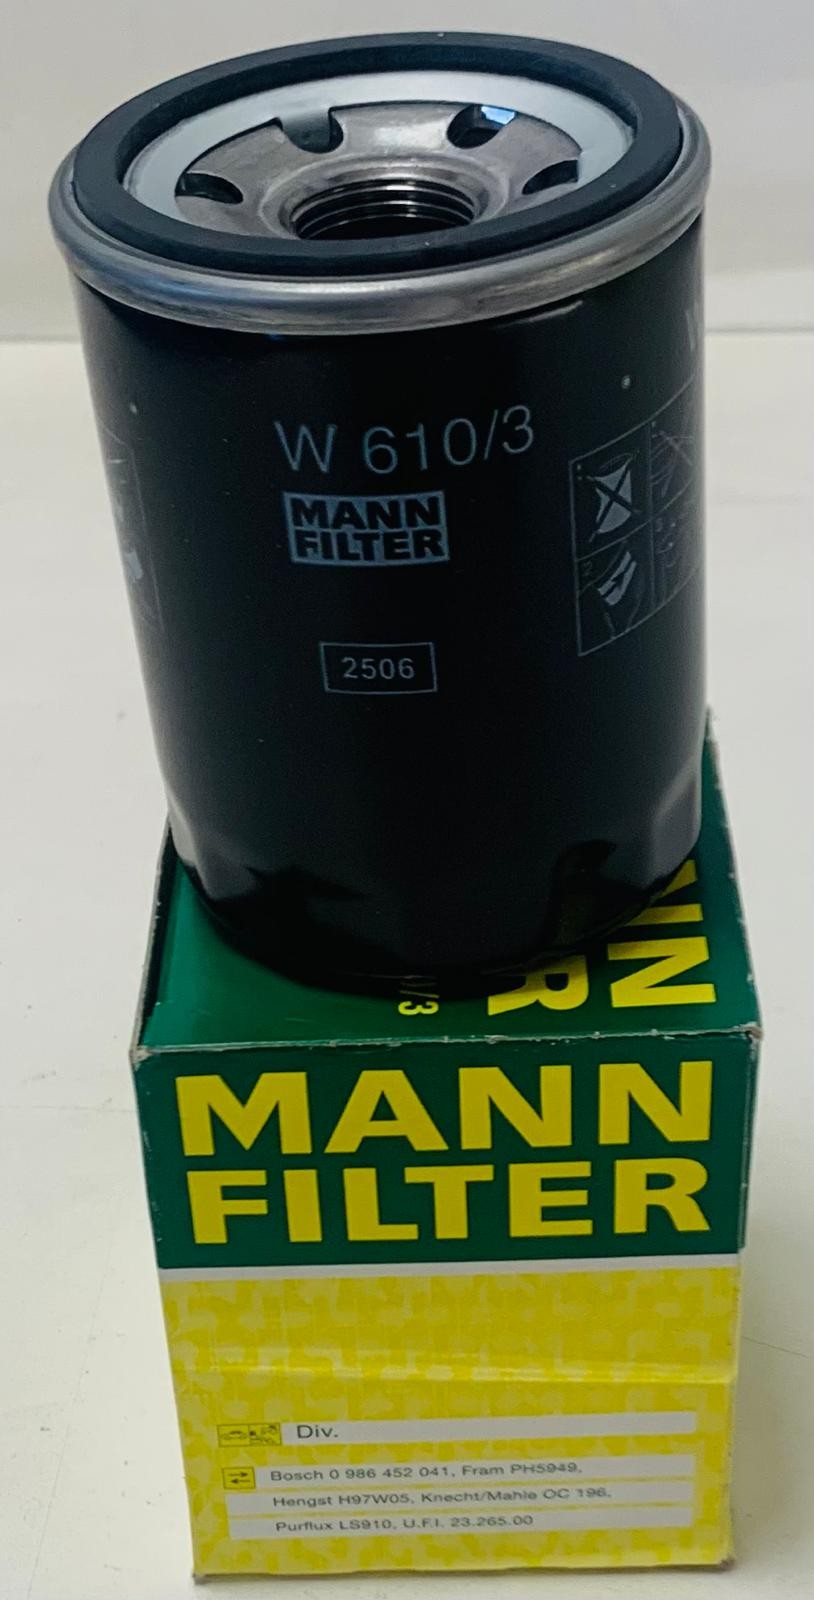 W 610/3
MANN
FILTER
2506
MANN
FILTER
Div.
Bosch 0 986 452 041, Fram PH5949,
Hengst H97W05, Knecht/Mahle OC 196,
Purflux LS910, U.F.I. 23.265.00